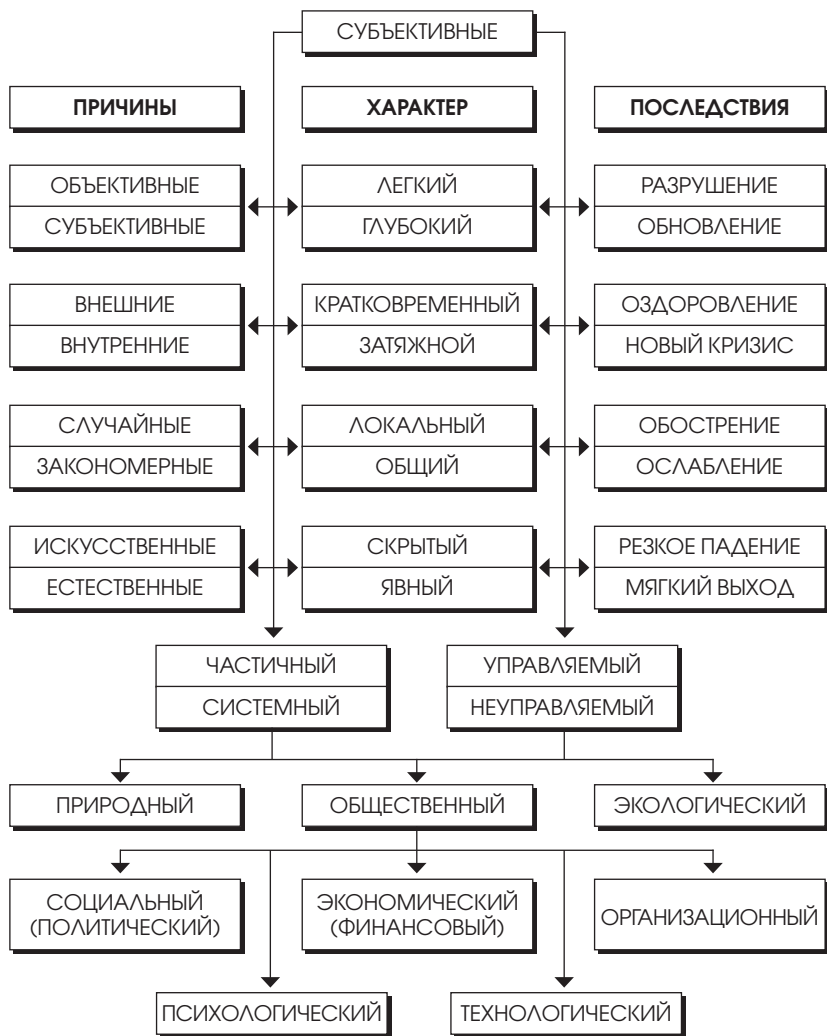 СУБЪЕКТИВНЫЕ
ПРИЧИНЫ
ХАРАКТЕР
ПОСЛЕДСТВИЯ
ОБЪЕКТИВНЫЕ
СУБЪЕКТИВНЫЕ
ЛЕГКИЙ
ГЛУБОКИЙ
РАЗРУШЕНИЕ
ОБНОВЛЕНИЕ
ВНЕШНИЕ
ВНУТРЕННИЕ
КРАТКОВРЕМЕННЫЙ
ЗАТЯЖНОЙ
ОЗДОРОВЛЕНИЕ
НОВЫЙ КРИЗИС
СЛУЧАЙНЫЕ
ЗАКОНОМЕРНЫЕ
ЛОКАЛЬНЫЙ
ОБЩИЙ
ОБОСТРЕНИЕ
ОСЛАБЛЕНИЕ
ИСКУССТВЕННЫЕ
ЕСТЕСТВЕННЫЕ
СКРЫТЫЙ
ЯВНЫЙ
РЕЗКОЕ ПАДЕНИЕ
МЯГКИЙ ВЫХОД
ЧАСТИЧНЫЙ
СИСТЕМНЫЙ
УПРАВЛЯЕМЫЙ
НЕУПРАВЛЯЕМЫЙ
ПРИРОДНЫЙ
ОБЩЕСТВЕННЫЙ
ЭКОЛОГИЧЕСКИЙ
СОЦИАЛЬНЫЙ
(ПОЛИТИЧЕСКИЙ)
ЭКОНОМИЧЕСКИЙ
(ФИНАНСОВЫЙ)
ОРГАНИЗАЦИОННЫЙ
ПСИХОЛОГИЧЕСКИЙ
ТЕХНОЛОГИЧЕСКИЙ